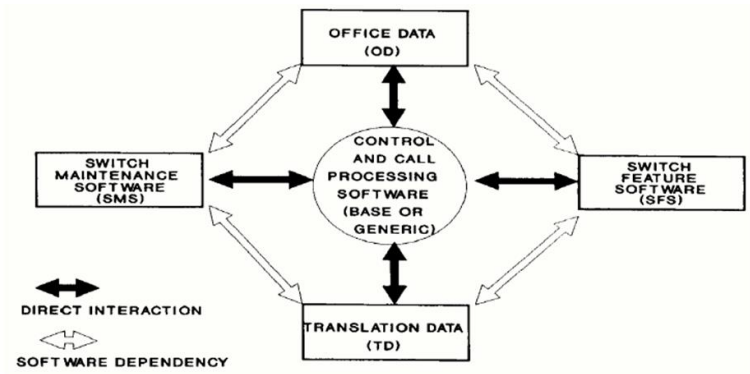 OFFICE DATA
(OD)
CONTROL
AND CALL
PROCESSING
SOFTWARE
(BASE OR
GENERIC)
SWITCH
MAINTENANCE
SOFTWARE
(SMS)
SWITCH
FEATURE
SOFTWARE
(SFS)
TRANSLATION DATA
(TD)
DIRECT INTERACTION
SOFTWARE DEPENDENCY